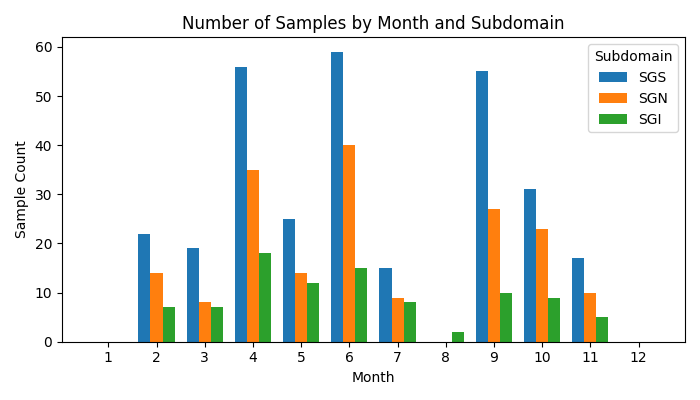 Number of Samples by Month and Subdomain
Subdomain
SGS
SGN
SGI
Sample Count
60
50
40
30
20
10
0
1 2 3 4 5 6 7 8 9 10 11 12
Month